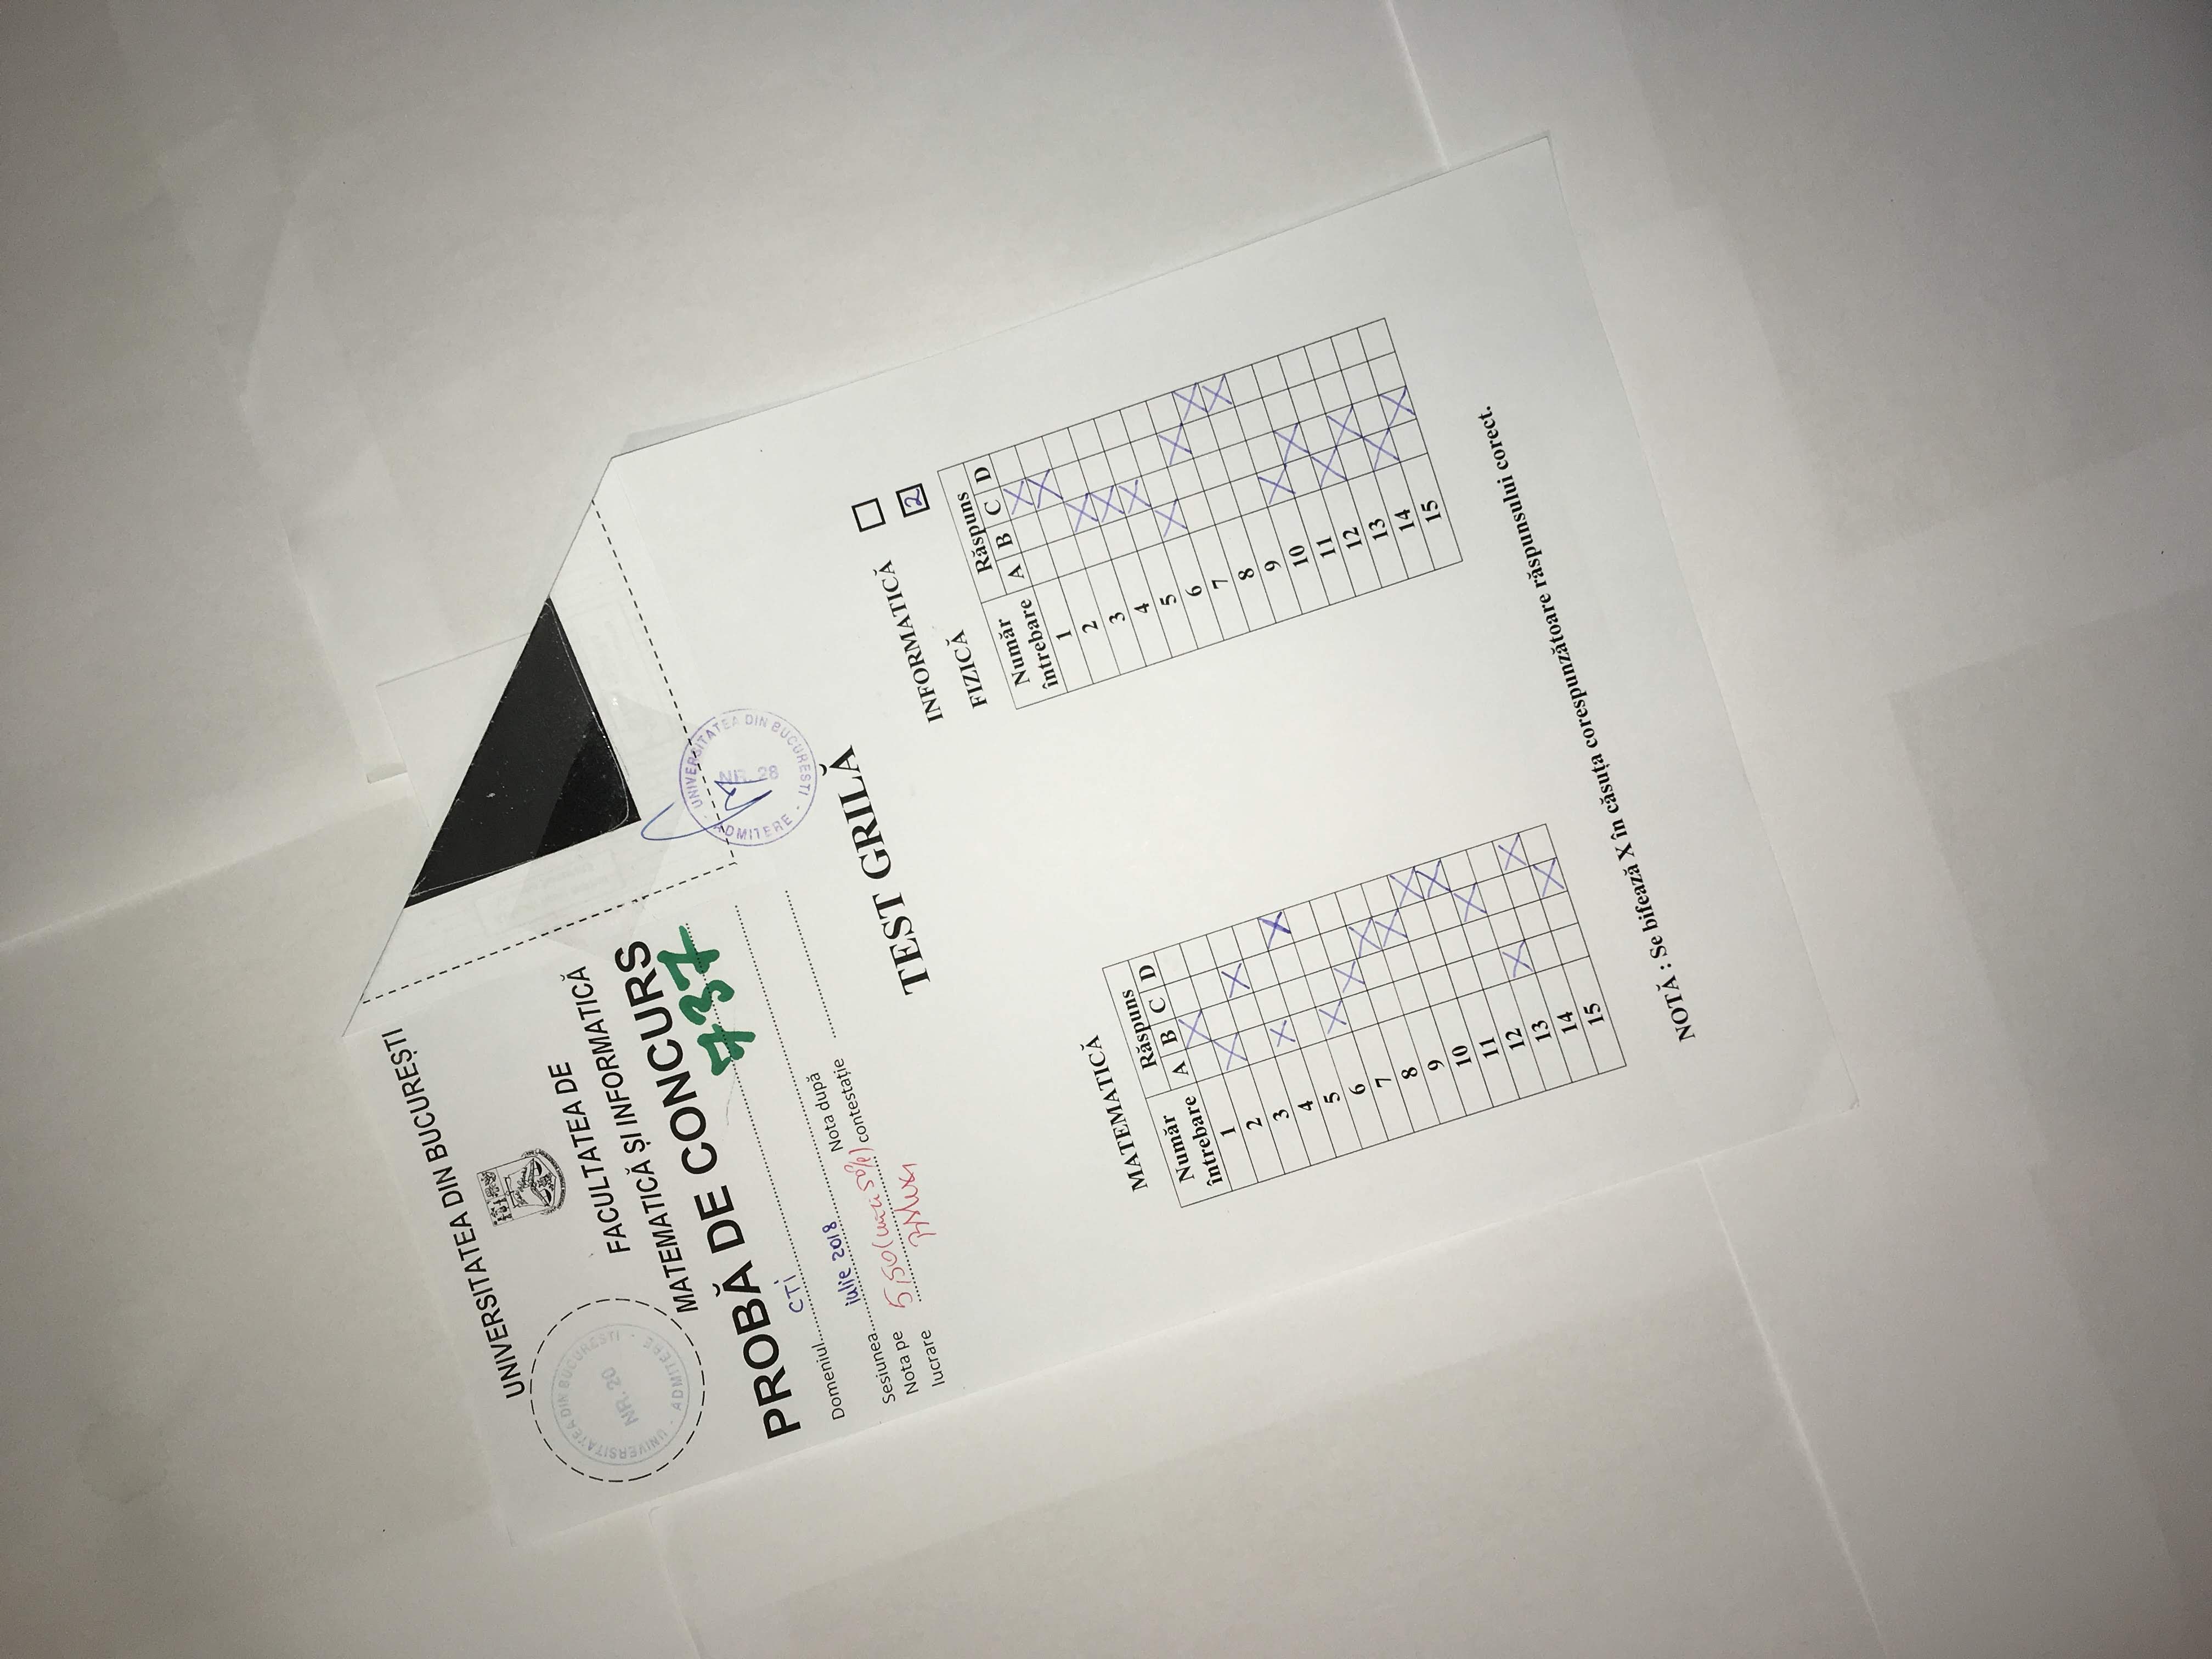 UNIVERSITATEA DIN BUCUREȘTI
FACULTATEA DE
MATEMATICĂ ȘI INFORMATICĂ
PROBĂ DE CONCURS
737
Domeniul CTi
Sesiunea iulie 2018
Nota pe lucrare 5,50
Nota după contestație
UNIVERSITATEA DIN BUCUREȘTI - ADMITERE -
NR. 20
UNIVERSITATEA DIN BUCUREȘTI - ADMITERE -
NR. 28
TEST GRILĂ
INFORMATICĂ
FIZICĂ 2
MATEMATICĂ
Număr întrebare Răspuns
A B C D
1 X
2 X
3 X
4 X
5 X
6 X
7 X
8 X
9 X
10 X
11 X
12 X
13 X
14 X
15 X
Număr întrebare Răspuns
A B C D
1 X
2 X
3 X
4 X
5 X
6 X
7 X
8 X
9 X
10 X
11 X
12 X
13 X
14 X
15 X
NOTĂ : Se bifează X în căsuța corespunzătoare răspunsului corect.